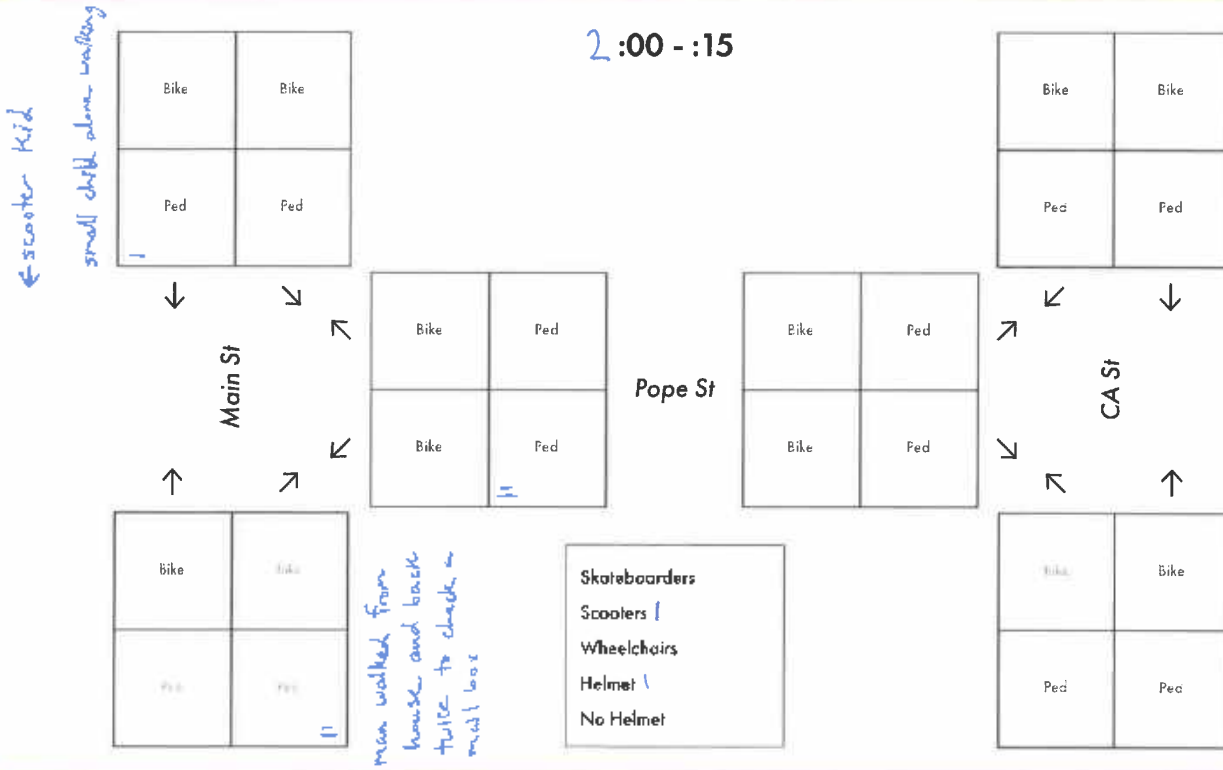 2 :00 - :15
← scooter kid
small child alone walking
Bike Bike
Ped Ped
I
Bike Bike
Ped Ped
↓ ↘
↙ ↓
Main St
↖
↙
Bike Ped
Bike Ped
II
Pope St
Bike Ped
Bike Ped
↗
↘
CA St
↑ ↗
↖ ↑
Bike Bike
Ped Ped
II
man walked from
house and back
twice to check a
mail box
Skateboarders
Scooters I
Wheelchairs
Helmet I
No Helmet
Bike Bike
Ped Ped